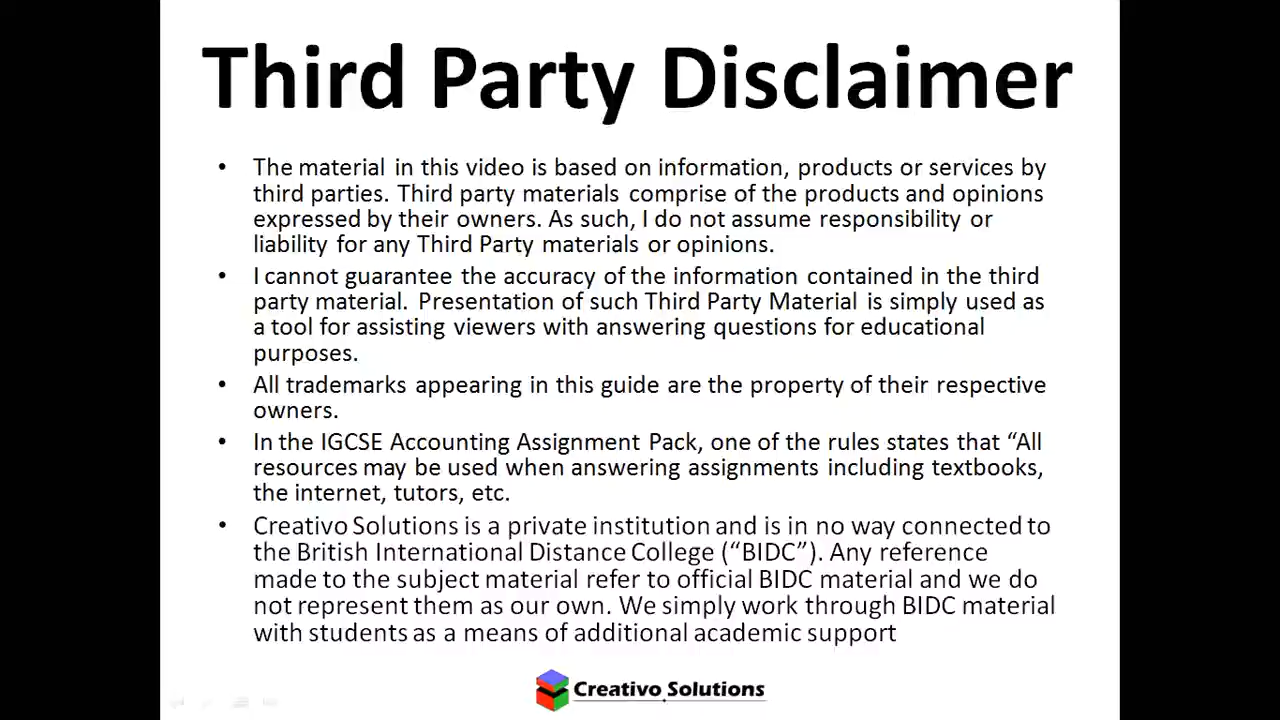 Third Party Disclaimer
• The material in this video is based on information, products or services by
third parties. Third party materials comprise of the products and opinions
expressed by their owners. As such, I do not assume responsibility or
liability for any Third Party materials or opinions.
• I cannot guarantee the accuracy of the information contained in the third
party material. Presentation of such Third Party Material is simply used as
a tool for assisting viewers with answering questions for educational
purposes.
• All trademarks appearing in this guide are the property of their respective
owners.
• In the IGCSE Accounting Assignment Pack, one of the rules states that “All
resources may be used when answering assignments including textbooks,
the internet, tutors, etc.
• Creativo Solutions is a private institution and is in no way connected to
the British International Distance College (“BIDC”). Any reference
made to the subject material refer to official BIDC material and we do
not represent them as our own. We simply work through BIDC material
with students as a means of additional academic support
Creativo Solutions